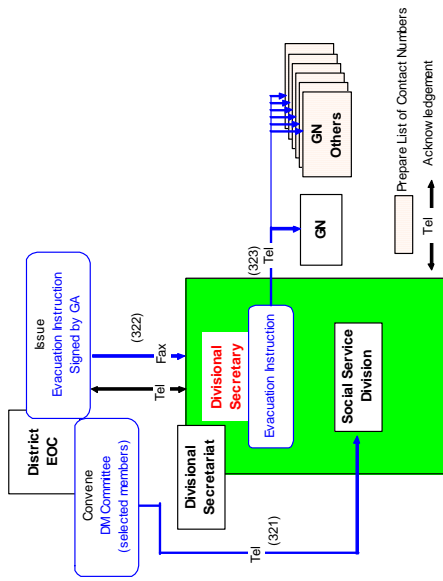 District
EOC
Issue
Evacuation Instruction
Signed by GA
Convene
DM Committee
(selected members)
(322)
Tel
Fax
Tel
(321)
Divisional
Secretariat
Divisional
Secretary
Evacuation Instruction
Social Service
Division
(323)
Tel
GN
GN
Others
Prepare List of Contact Numbers
Tel
Acknow ledgement